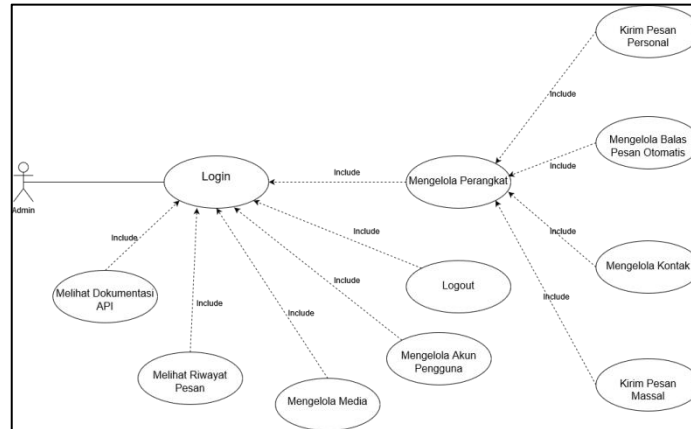 Kirim Pesan
Personal
Include
Mengelola Balas
Pesan Otomatis
Include
Login
Include
Mengelola Perangkat
Admin
Include
Include
Include
Mengelola Kontak
Melihat Dokumentasi
API
Include
Logout
Include
Include
Include
Melihat Riwayat
Pesan
Mengelola Akun
Pengguna
Mengelola Media
Kirim Pesan
Massal